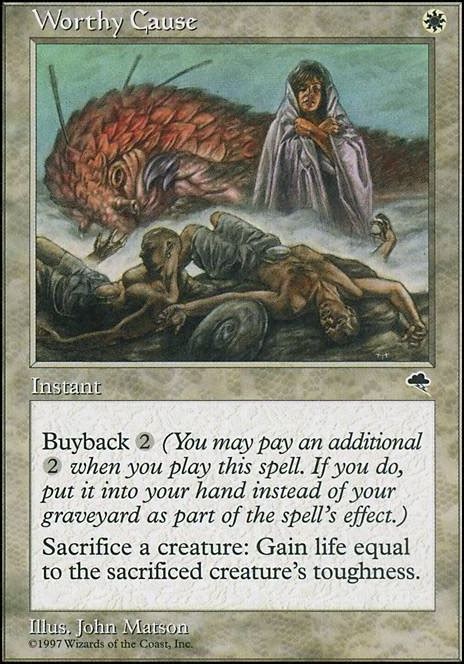 Worthy Cause
Instant
Buyback 2 (You may pay an additional
2 when you play this spell. If you do,
put it into your hand instead of your
graveyard as part of the spell's effect.)
Sacrifice a creature: Gain life equal
to the sacrificed creature's toughness.
Illus. John Matson
©1997 Wizards of the Coast, Inc.